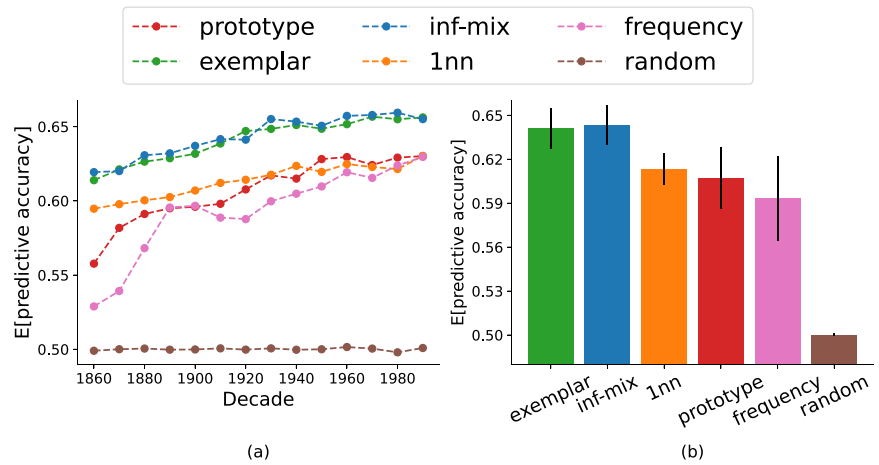 prototype inf-mix frequency
exemplar 1nn random
E[predictive accuracy]
0.65
0.60
0.55
0.50
1860 1880 1900 1920 1940 1960 1980
Decade
(a)
E[predictive accuracy]
0.65
0.62
0.59
0.56
0.53
0.50
exemplar inf-mix 1nn prototype frequency random
(b)